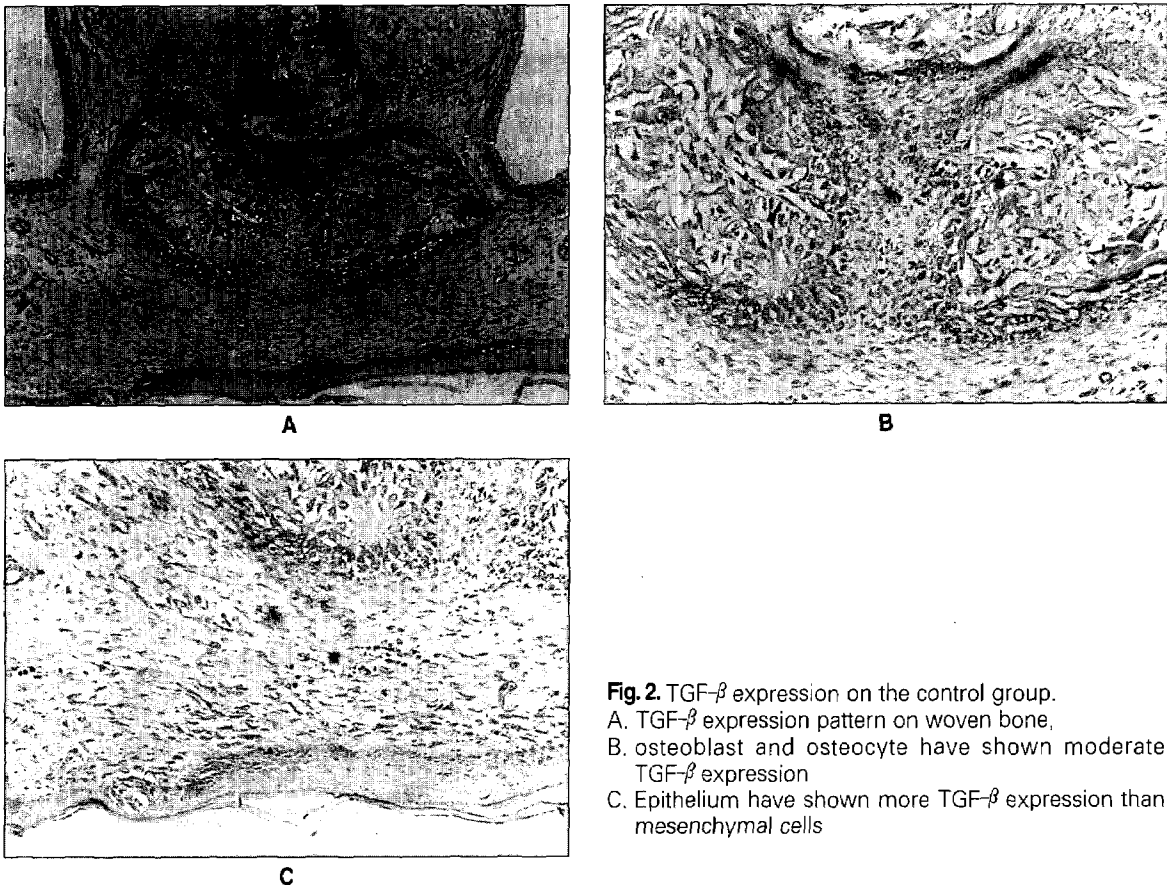 A
B
C
Fig. 2. TGF-β expression on the control group.
A. TGF-β expression pattern on woven bone,
B. osteoblast and osteocyte have shown moderate
TGF-β expression
C. Epithelium have shown more TGF-β expression than
mesenchymal cells